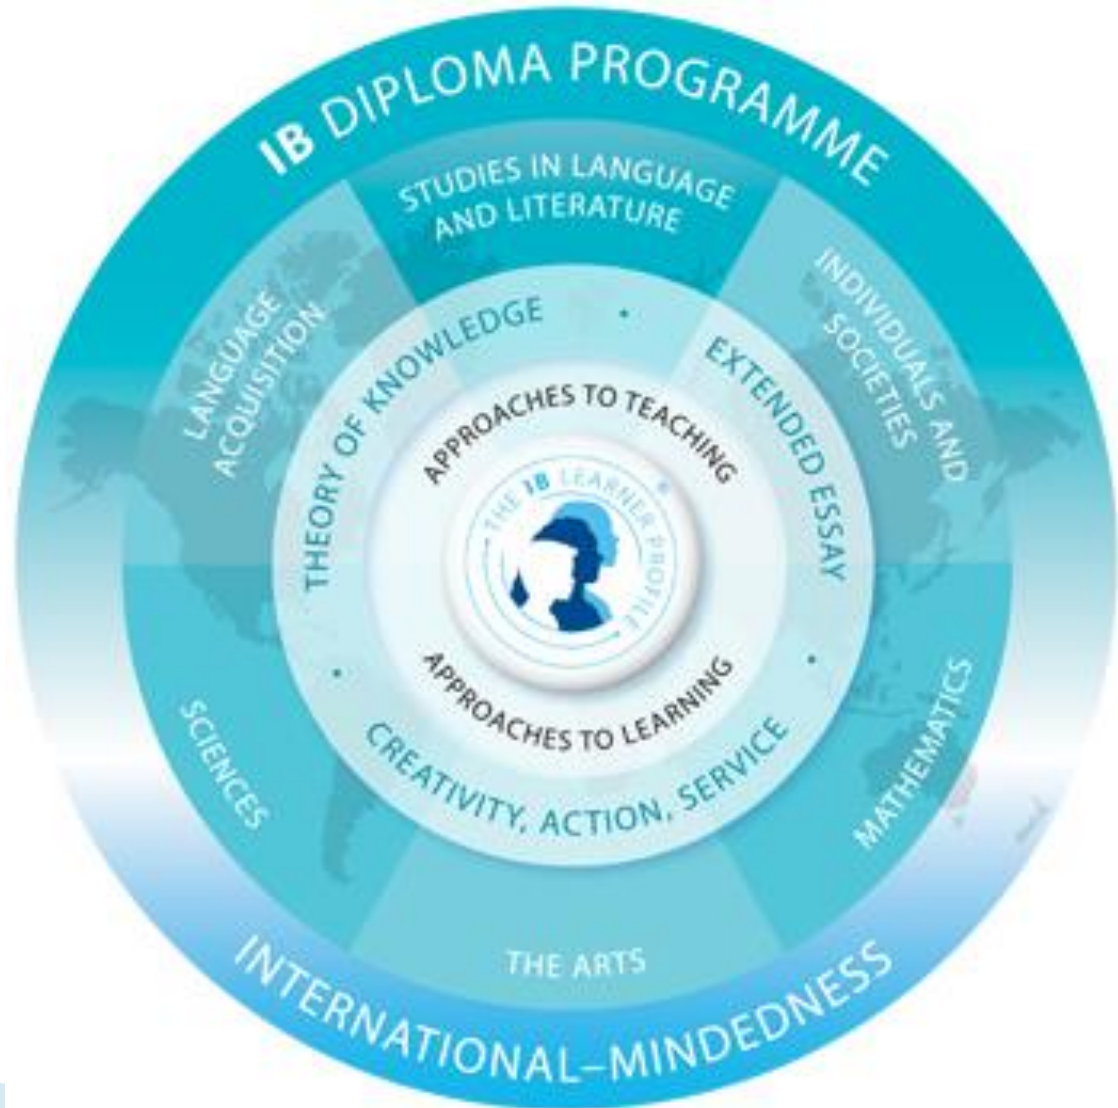 IB DIPLOMA PROGRAMME
STUDIES IN LANGUAGE
AND LITERATURE
LANGUAGE
ACQUISITION
INDIVIDUALS AND
SOCIETIES
THEORY OF KNOWLEDGE
·
EXTENDED ESSAY
·
APPROACHES TO TEACHING
THE IB LEARNER PROFILE
®
APPROACHES TO LEARNING
·
CREATIVITY, ACTION, SERVICE
SCIENCES
MATHEMATICS
THE ARTS
INTERNATIONAL–MINDEDNESS